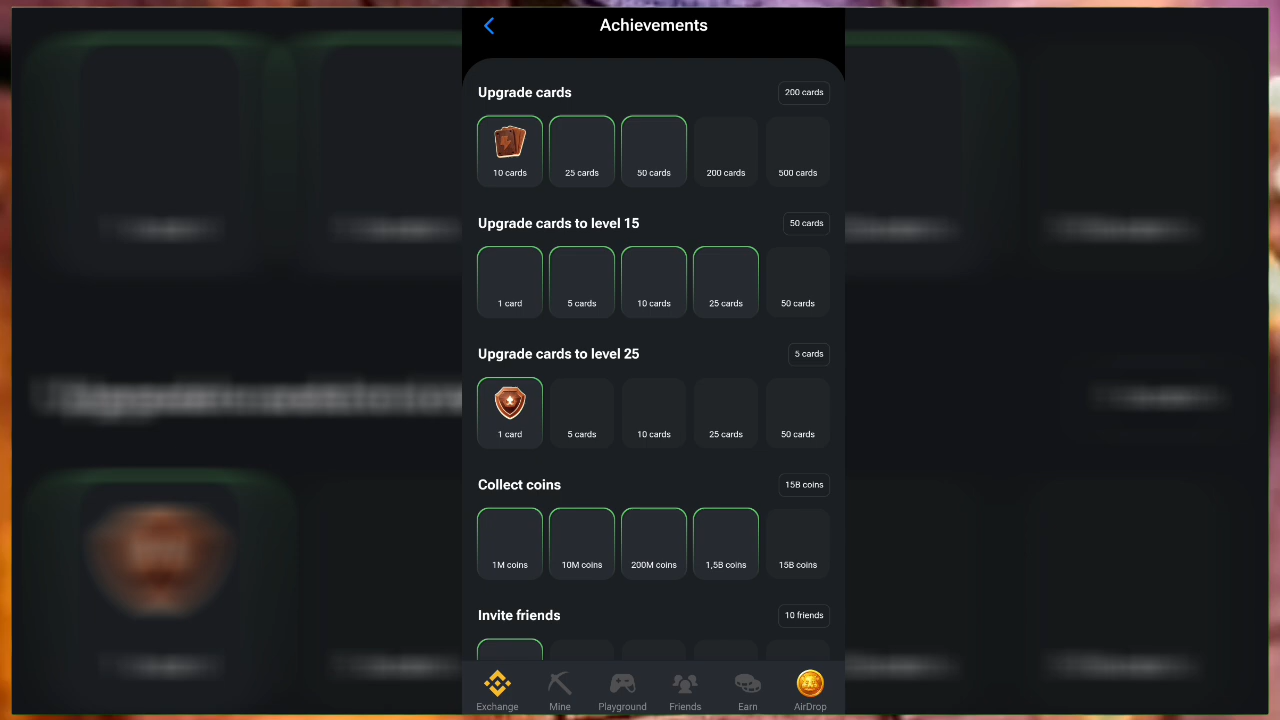 Achievements
Upgrade cards
200 cards
10 cards
25 cards
50 cards
200 cards
500 cards
Upgrade cards to level 15
50 cards
1 card
5 cards
10 cards
25 cards
50 cards
Upgrade cards to level 25
5 cards
1 card
5 cards
10 cards
25 cards
50 cards
Collect coins
15B coins
1M coins
10M coins
200M coins
1,5B coins
15B coins
Invite friends
10 friends
Exchange
Mine
Playground
Friends
Earn
AirDrop